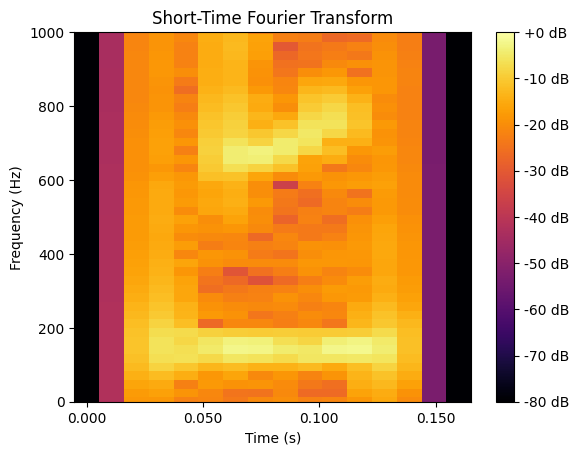 Short-Time Fourier Transform
1000
800
600
400
200
0
Frequency (Hz)
0.000
0.050
0.100
0.150
Time (s)
+0 dB
-10 dB
-20 dB
-30 dB
-40 dB
-50 dB
-60 dB
-70 dB
-80 dB